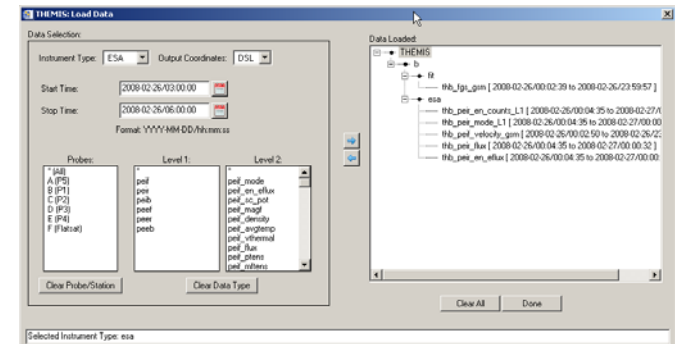 THEMIS: Load Data
Data Selection:
Instrument Type: ESA Output Coordinates: DSL
Start Time: 2008-02-26/03:00:00
Stop Time: 2008-02-26/06:00:00
Format: YYYY-MM-DD/hh:mm:ss
Probes:
* (All)
A (P5)
B (P1)
C (P2)
D (P3)
E (P4)
F (Flatsat)
Level 1:
*
peif
peir
peib
peef
peer
peeb
Level 2:
*
peif_mode
peif_en_eflux
peif_sc_pot
peif_magf
peif_density
peif_avgtemp
peif_vthermal
peif_flux
peif_ptens
peif_mftens
Clear Probe/Station
Clear Data Type
Data Loaded:
THEMIS
b
fit
thb_fgs_gsm [ 2008-02-26/00:02:39 to 2008-02-26/23:59:57 ]
esa
thb_peir_en_counts_L1 [ 2008-02-26/00:04:35 to 2008-02-27/0
thb_peir_mode_L1 [ 2008-02-26/00:04:35 to 2008-02-27/00:00
thb_peif_velocity_gsm [ 2008-02-26/00:02:50 to 2008-02-26/23
thb_peir_flux [ 2008-02-26/00:04:35 to 2008-02-27/00:00:32 ]
thb_peir_en_eflux [ 2008-02-26/00:04:35 to 2008-02-27/00:00:
Clear All
Done
Selected Instrument Type: esa